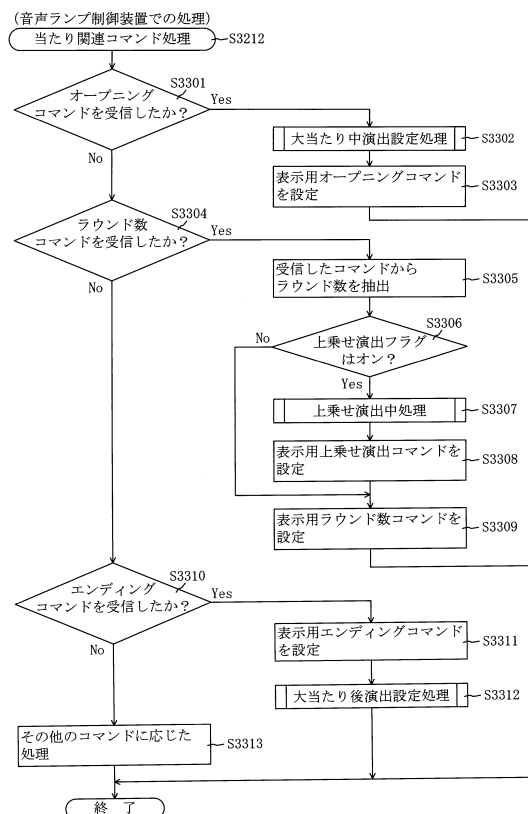 (音声ランプ制御装置での処理)
当たり関連コマンド処理
S3212
S3301
オープニング
コマンドを受信したか?
Yes
No
大当たり中演出設定処理
S3302
表示用オープニングコマンド
を設定
S3303
S3304
ラウンド数
コマンドを受信したか?
Yes
No
受信したコマンドから
ラウンド数を抽出
S3305
S3306
上乗せ演出フラグ
はオン?
No
Yes
上乗せ演出中処理
S3307
表示用上乗せ演出コマンドを
設定
S3308
表示用ラウンド数コマンドを
設定
S3309
S3310
エンディング
コマンドを受信したか?
Yes
No
表示用エンディングコマンド
を設定
S3311
大当たり後演出設定処理
S3312
その他のコマンドに応じた
処理
S3313
終 了